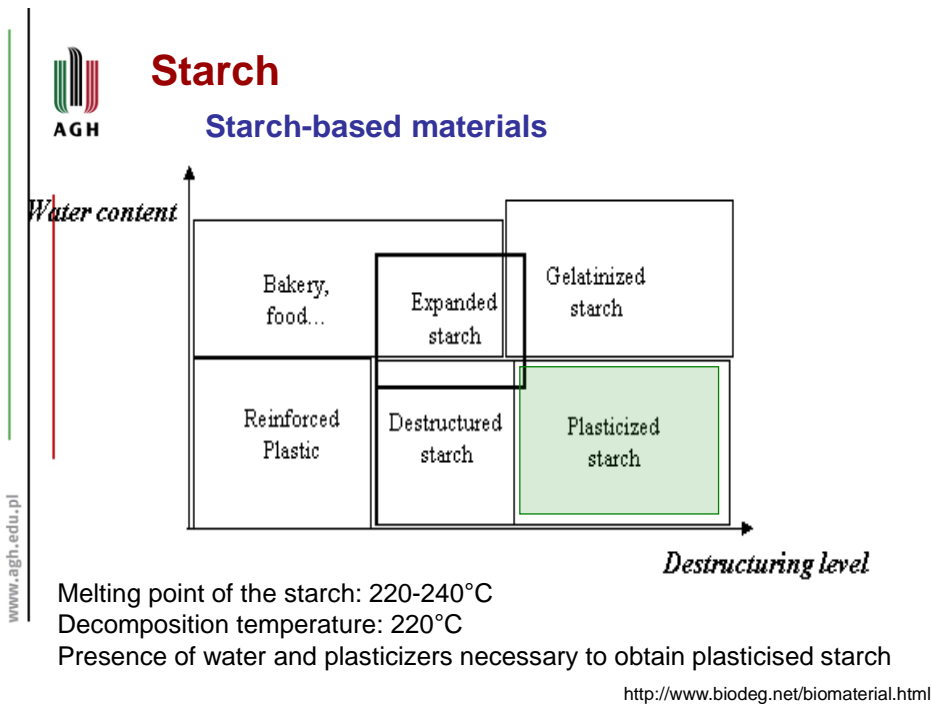 Starch
AGH
Starch-based materials
Water content
Bakery,
food...
Expanded
starch
Gelatinized
starch
Reinforced
Plastic
Destructured
starch
Plasticized
starch
Destructuring level
www.agh.edu.pl
Melting point of the starch: 220-240°C
Decomposition temperature: 220°C
Presence of water and plasticizers necessary to obtain plasticised starch
http://www.biodeg.net/biomaterial.html